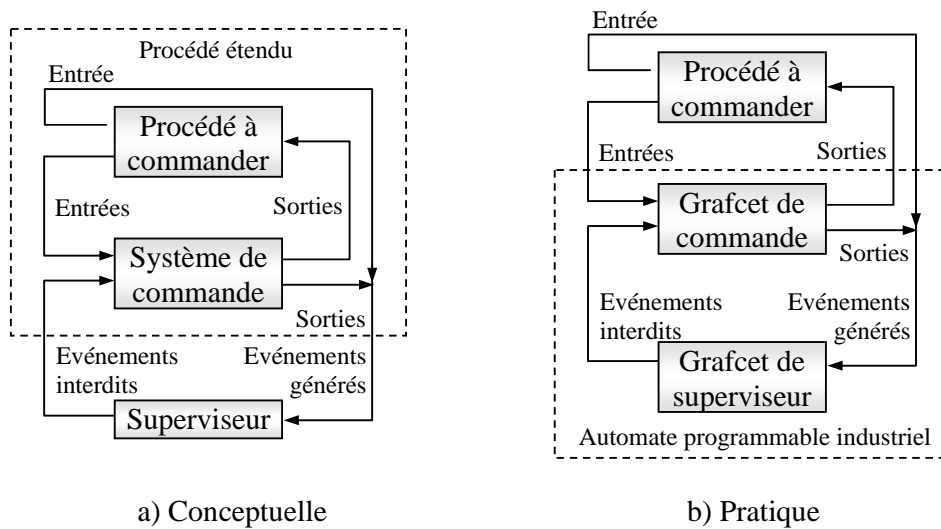 Procédé étendu
Entrée
Procédé à
commander
Entrées
Sorties
Système de
commande
Sorties
Evénements
interdits
Evénements
générés
Superviseur
a) Conceptuelle
Entrée
Procédé à
commander
Entrées
Sorties
Grafcet de
commande
Sorties
Evénements
interdits
Evénements
générés
Grafcet de
superviseur
Automate programmable industriel
b) Pratique